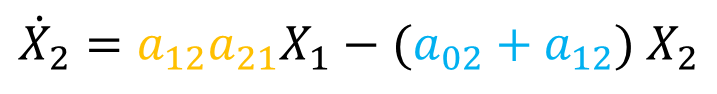 Ẋ₂ = a₁₂a₂₁X₁ − (a₀₂ + a₁₂) X₂